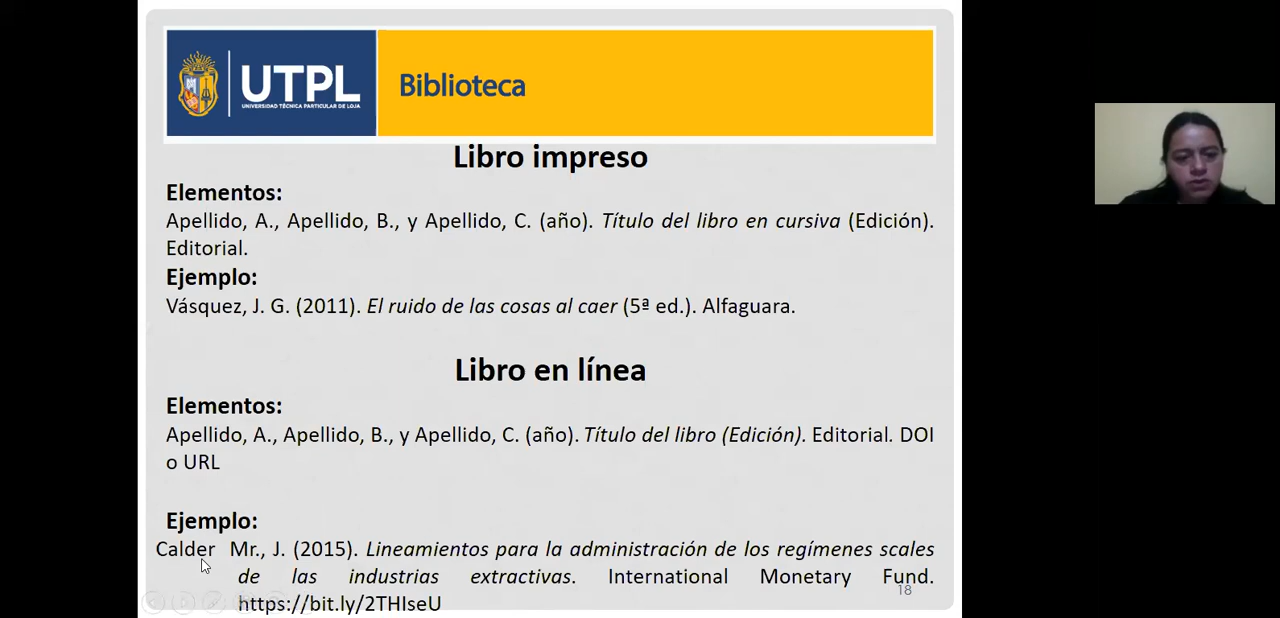 UTPL
UNIVERSIDAD TÉCNICA PARTICULAR DE LOJA
Biblioteca
Libro impreso
Elementos:
Apellido, A., Apellido, B., y Apellido, C. (año). Título del libro en cursiva (Edición).
Editorial.
Ejemplo:
Vásquez, J. G. (2011). El ruido de las cosas al caer (5ª ed.). Alfaguara.
Libro en línea
Elementos:
Apellido, A., Apellido, B., y Apellido, C. (año). Título del libro (Edición). Editorial. DOI
o URL
Ejemplo:
Calder Mr., J. (2015). Lineamientos para la administración de los regímenes scales
de las industrias extractivas. International Monetary Fund.
18
https://bit.ly/2THIseU